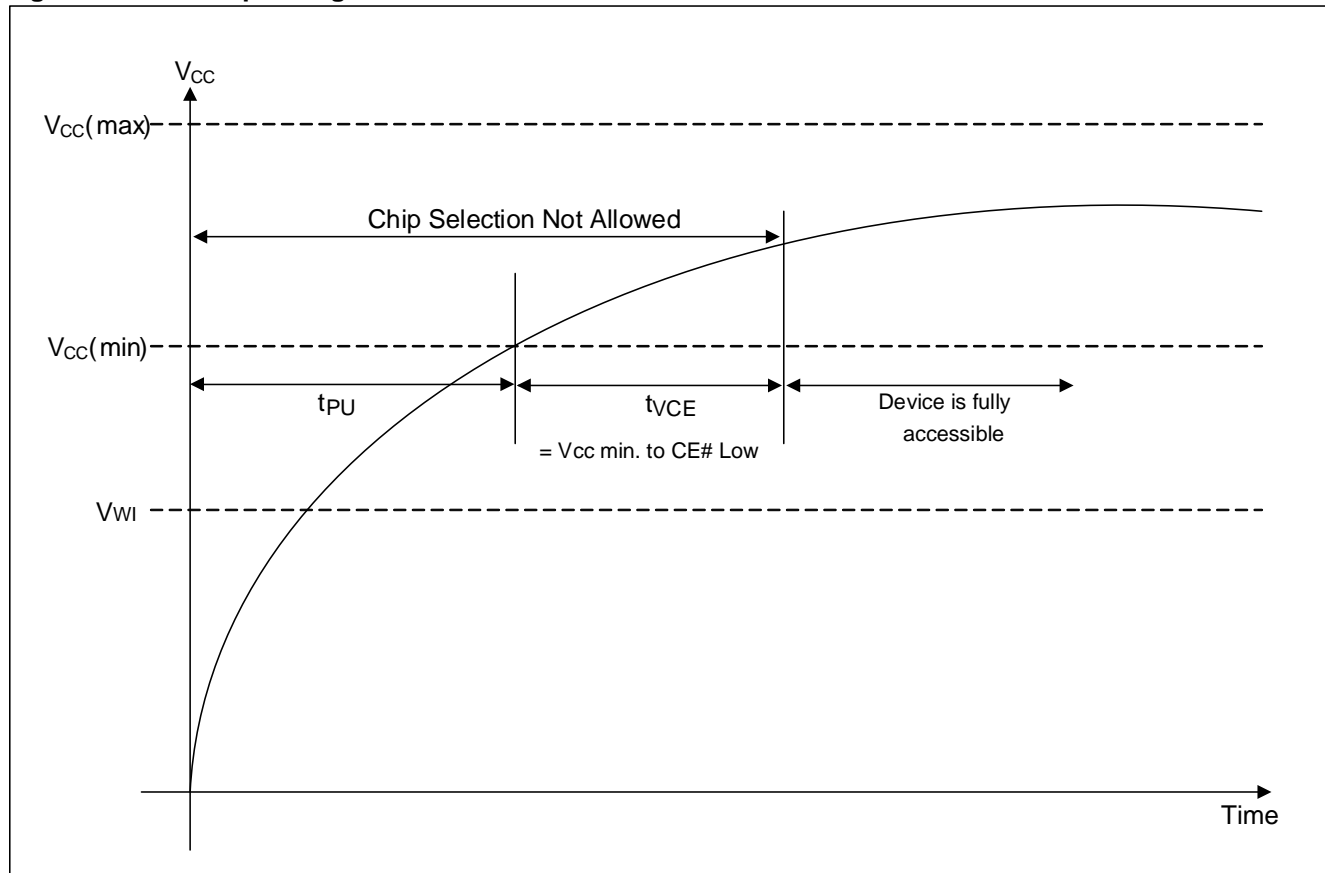 VCC
VCC(max)
Chip Selection Not Allowed
VCC(min)
tPU
tVCE
Device is fully
accessible
= Vcc min. to CE# Low
VWI
Time